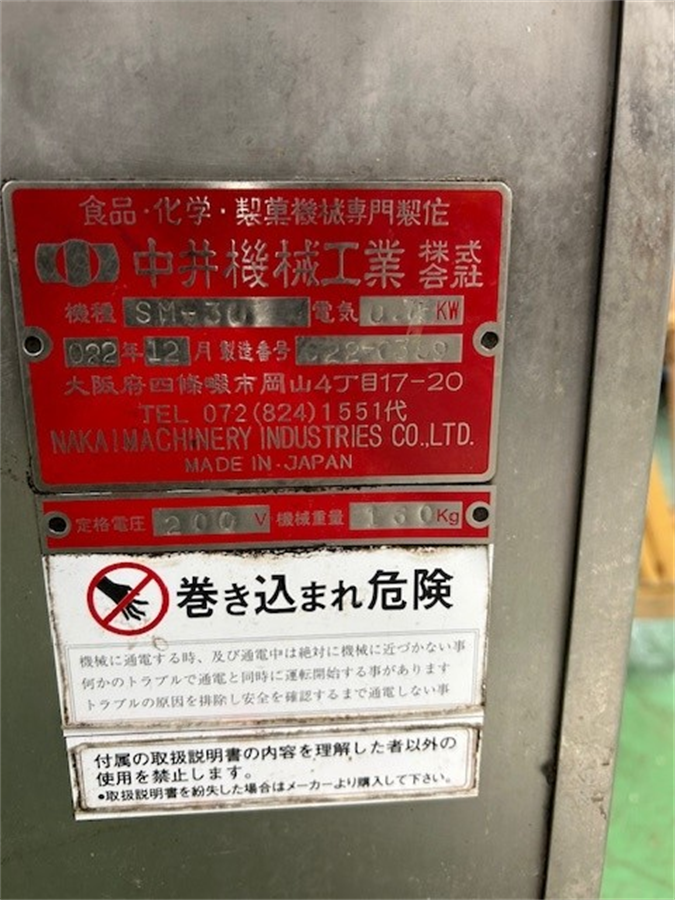 食品・化学・製菓機械専門製作
中井機械工業 株式会社
機種 SM-30 電気 KW
022年12月 製造番号
大阪府四條畷市岡山4丁目17-20
TEL 072(824)1551代
NAKAI MACHINERY INDUSTRIES CO.,LTD.
MADE IN JAPAN
定格電圧 200 V 機械重量 Kg
巻き込まれ危険
機械に通電する時、及び通電中は絶対に機械に近づかない事
何かのトラブルで通電と同時に運転開始する事があります
トラブルの原因を排除し安全を確認するまで通電しない事
付属の取扱説明書の内容を理解した者以外の
使用を禁止します。
●取扱説明書を紛失した場合はメーカーより購入して下さい。